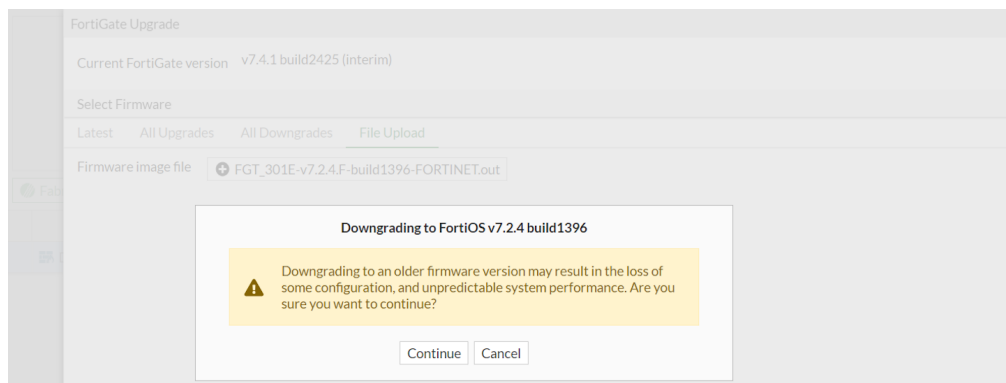 FortiGate Upgrade
Current FortiGate version v7.4.1 build2425 (interim)
Select Firmware
Latest All Upgrades All Downgrades File Upload
Firmware image file FGT_301E-v7.2.4.F-build1396-FORTINET.out
Downgrading to FortiOS v7.2.4 build1396
Downgrading to an older firmware version may result in the loss of
some configuration, and unpredictable system performance. Are you
sure you want to continue?
Continue Cancel